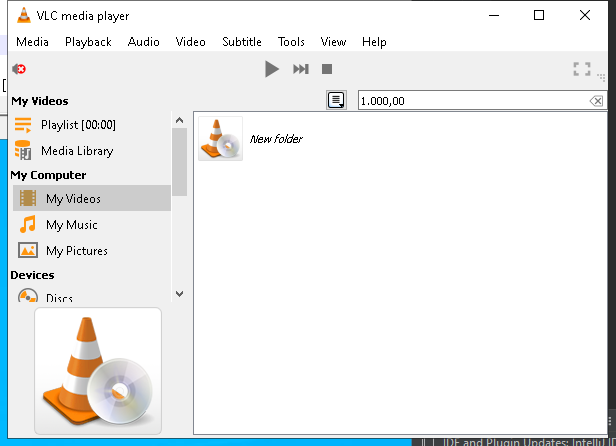 VLC media player
Media Playback Audio Video Subtitle Tools View Help
My Videos
1.000,00
Playlist [00:00]
New folder
Media Library
My Computer
My Videos
My Music
My Pictures
Devices
Discs
IDE and Plugin Updates: IntelliJ